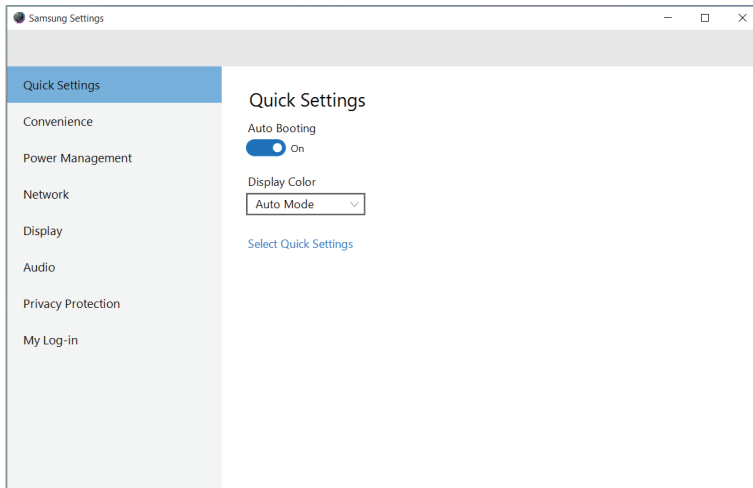 Samsung Settings
Quick Settings
Convenience
Power Management
Network
Display
Audio
Privacy Protection
My Log-in
Quick Settings
Auto Booting
On
Display Color
Auto Mode
Select Quick Settings